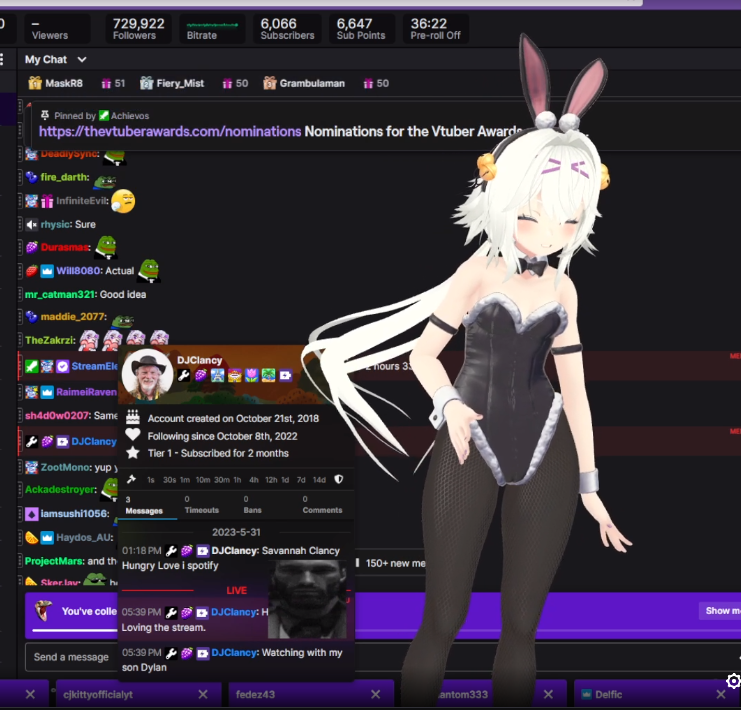 –
729,922
6,066
6,647
36:22
Viewers
Followers
Bitrate
Subscribers
Sub Points
Pre-roll Off
My Chat
MaskR8 51 Fiery_Mist 50 Grambulaman 50
Pinned by Achievos
https://thevtuberawards.com/nominations Nominations for the Vtuber Awards
DeadlySync:
fire_darth:
InfiniteEvil:
rhysic: Sure
Durasmas:
Will8080: Actual
mr_catman321: Good idea
maddie_2077:
TheZakrzi:
StreamEle
RaimeiRaven
sh4d0w0207: Same
DJClancy
ZootMono: yup y
Ackadestroyer:
iamsushi1056:
Haydos_AU:
ProjectMars: and th
SkerJay:
DJClancy
Account created on October 21st, 2018
Following since October 8th, 2022
Tier 1 - Subscribed for 2 months
1s 30s 1m 10m 30m 1h 4h 12h 1d 7d 14d
3 0 0 0
Messages Timeouts Bans Comments
2023-5-31
01:18 PM DJClancy: Savannah Clancy
Hungry Love i spotify
LIVE
05:39 PM DJClancy: H
Loving the stream.
05:39 PM DJClancy: Watching with my
son Dylan
2 hours 33
150+ new me
You've colle
Show m
Send a message
cjkittyofficialyt
fedez43
antom333
Delfic